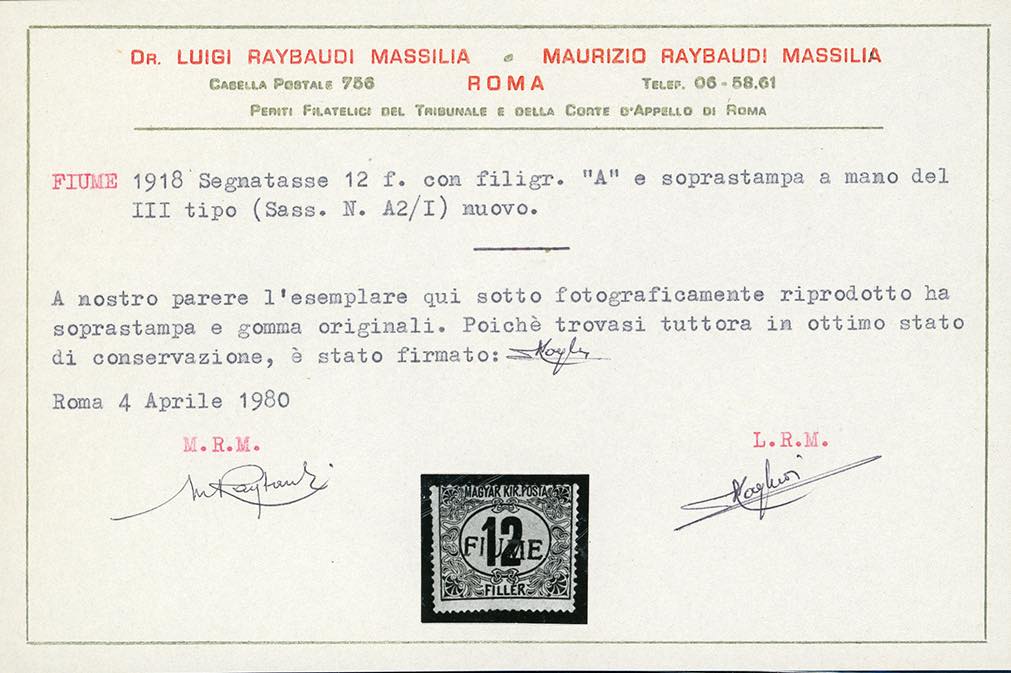 DR. LUIGI RAYBAUDI MASSILIA - MAURIZIO RAYBAUDI MASSILIA
CASELLA POSTALE 756 ROMA TELEF. 06-58.61
PERITI FILATELICI DEL TRIBUNALE E DELLA CORTE D'APPELLO DI ROMA
FIUME 1918 Segnatasse 12 f. con filigr. "A" e soprastampa a mano del
III tipo (Sass. N. A2/I) nuovo.
A nostro parere l'esemplare qui sotto fotograficamente riprodotto ha
soprastampa e gomma originali. Poichè trovasi tuttora in ottimo stato
di conservazione, è stato firmato:
Roma 4 Aprile 1980
M.R.M. L.R.M.
MAGYAR KIR. POSTA
12
FIUME
FILLÉR